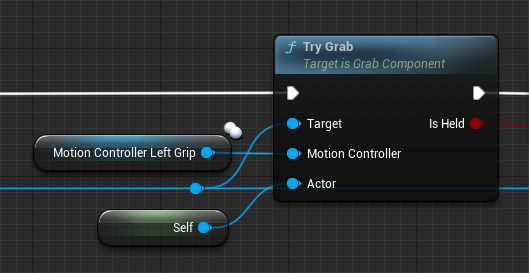 Try Grab
Target is Grab Component
Target
Is Held
Motion Controller Left Grip
Motion Controller
Actor
Self